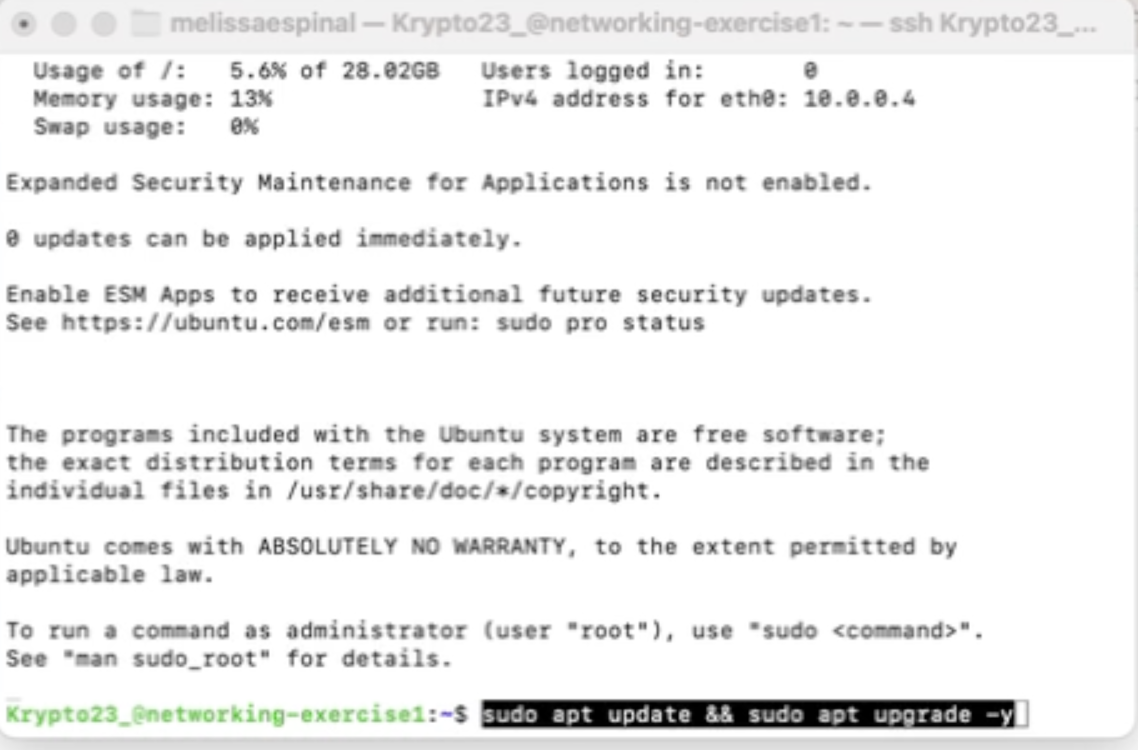 melissaespinal — Krypto23_@networking-exercise1: ~ — ssh Krypto23_...
Usage of /: 5.6% of 28.02GB Users logged in: 0
Memory usage: 13% IPv4 address for eth0: 10.0.0.4
Swap usage: 0%
Expanded Security Maintenance for Applications is not enabled.
0 updates can be applied immediately.
Enable ESM Apps to receive additional future security updates.
See https://ubuntu.com/esm or run: sudo pro status
The programs included with the Ubuntu system are free software;
the exact distribution terms for each program are described in the
individual files in /usr/share/doc/*/copyright.
Ubuntu comes with ABSOLUTELY NO WARRANTY, to the extent permitted by
applicable law.
To run a command as administrator (user "root"), use "sudo <command>".
See "man sudo_root" for details.
Krypto23_@networking-exercise1:~$ sudo apt update && sudo apt upgrade -y